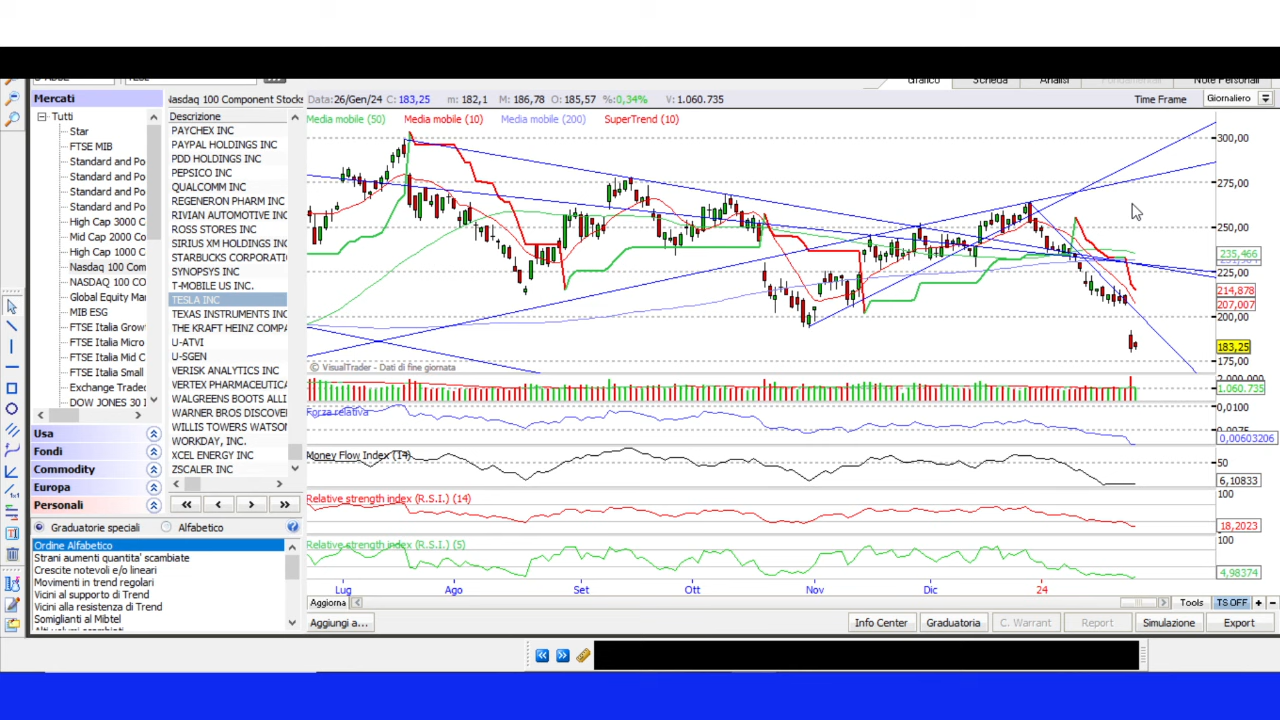 Grafico Scheda Analisi Note Personali
Mercati
Nasdaq 100 Component Stocks
Data:26/Gen/24 C: 183,25 m: 182,1 M: 186,78 O: 185,57 %:0,34% V:1.060.735
Time Frame Giornaliero
Tutti
Star
FTSE MIB
Standard and Po
Standard and Po
Standard and Po
Standard and Po
High Cap 3000 C
Mid Cap 2000 C
High Cap 1000 C
Nasdaq 100 Com
NASDAQ 100 CO
Global Equity Mar
MIB ESG
FTSE Italia Grow
FTSE Italia Micro
FTSE Italia Mid C
FTSE Italia Small
Exchange Traded
DOW JONES 30 I
Usa
Fondi
Commodity
Europa
Personali
Descrizione
PAYCHEX INC
PAYPAL HOLDINGS INC
PDD HOLDINGS INC
PEPSICO INC
QUALCOMM INC
REGENERON PHARM INC
RIVIAN AUTOMOTIVE INC
ROSS STORES INC
SIRIUS XM HOLDINGS INC
STARBUCKS CORPORATI
SYNOPSYS INC
T-MOBILE US INC.
TESLA INC
TEXAS INSTRUMENTS INC
THE KRAFT HEINZ COMPA
U-ATVI
U-SGEN
VERISK ANALYTICS INC
VERTEX PHARMACEUTICA
WALGREENS BOOTS ALLI
WARNER BROS DISCOVE
WILLIS TOWERS WATSO
WORKDAY, INC.
XCEL ENERGY INC
ZSCALER INC
Graduatorie speciali Alfabetico
Ordine Alfabetico
Strani aumenti quantita' scambiate
Crescite notevoli e/o lineari
Movimenti in trend regolari
Vicini al supporto di Trend
Vicini alla resistenza di Trend
Somiglianti al Mibtel
Aggiungi a...
Media mobile (50) Media mobile (10) Media mobile (200) SuperTrend (10)
300,00
275,00
250,00
235,466
225,00
214,878
207,007
200,00
183,25
175,00
© VisualTrader - Dati di fine giornata
1.060.735
Forza relativa
0,0100
0,0075
0,00603206
Money Flow Index (14)
50
6,10833
Relative strength index (R.S.I.) (14)
100
18,2023
Relative strength index (R.S.I.) (5)
100
4,98374
Lug Ago Set Ott Nov Dic 24
Aggiorna Tools TS OFF + -
Info Center Graduatoria C. Warrant Report Simulazione Export